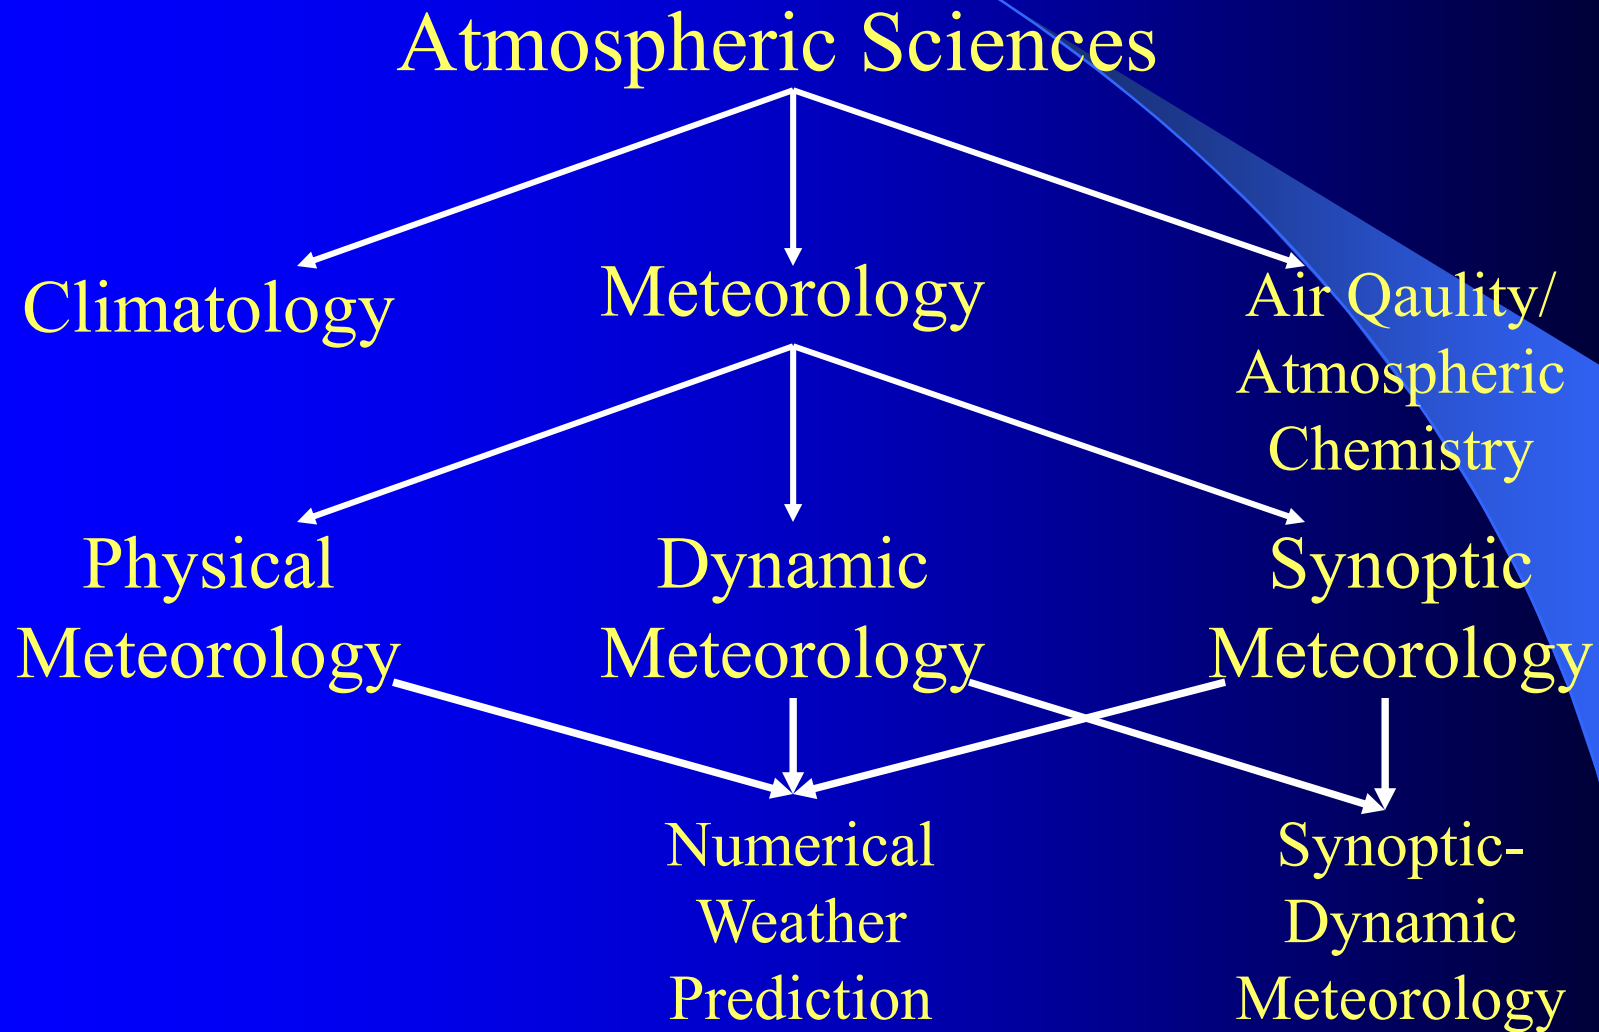 Atmospheric Sciences
Climatology
Meteorology
Air Qaulity/
Atmospheric
Chemistry
Physical
Meteorology
Dynamic
Meteorology
Synoptic
Meteorology
Numerical
Weather
Prediction
Synoptic-
Dynamic
Meteorology